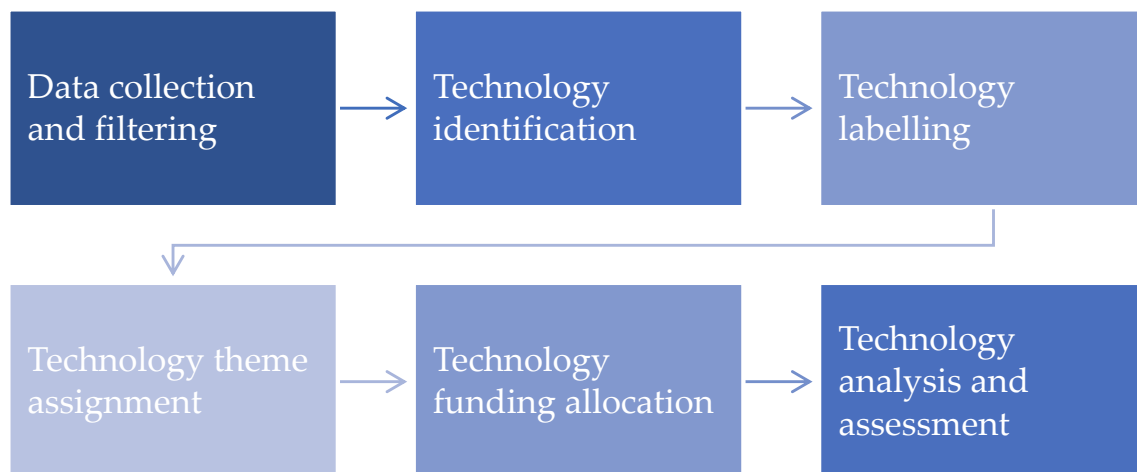 Data collection
and filtering
Technology
identification
Technology
labelling
Technology theme
assignment
Technology
funding allocation
Technology
analysis and
assessment